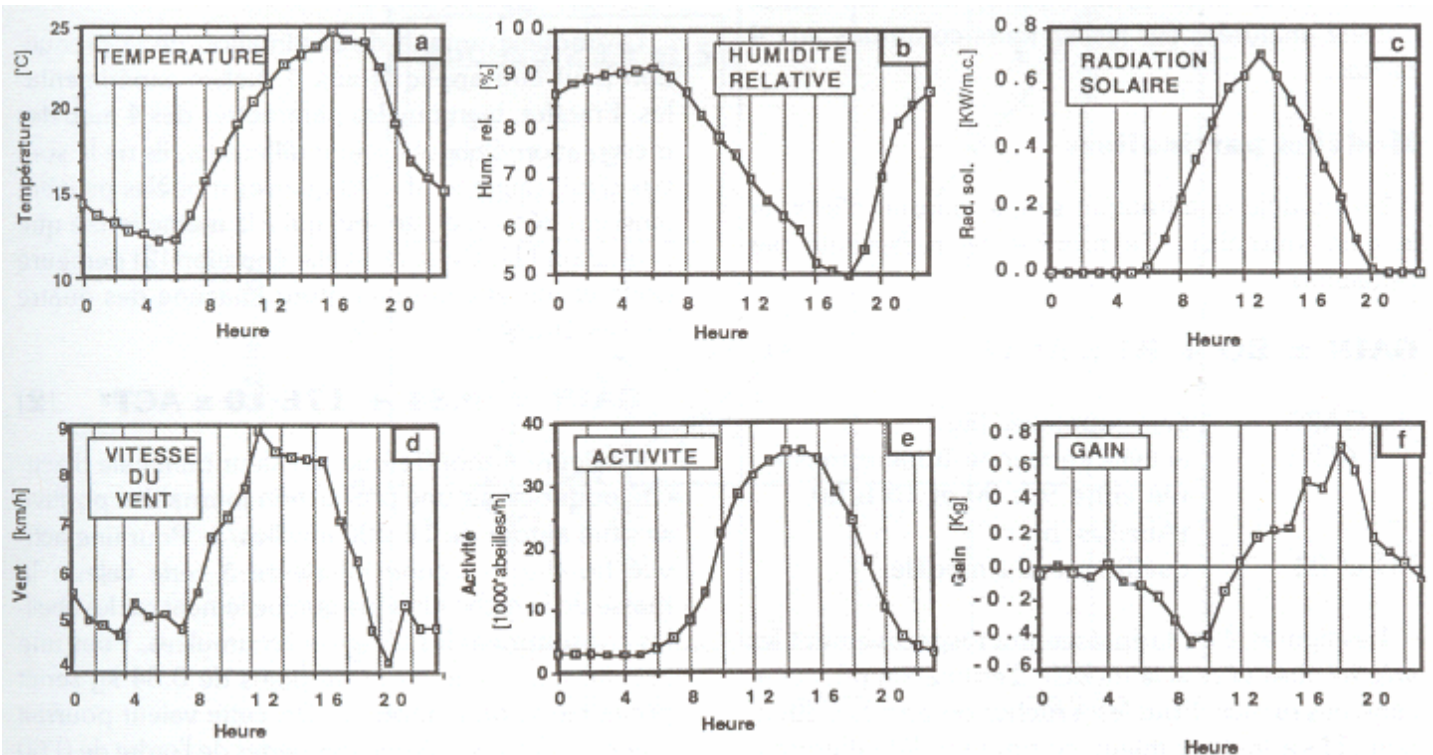 a
TEMPERATURE
Température [°C]
25
20
15
10
0 4 8 12 16 20
Heure
b
HUMIDITE
RELATIVE
Hum. rel. [%]
100
90
80
70
60
50
0 4 8 12 16 20
Heure
c
RADIATION
SOLAIRE
Rad. sol. [KW/m.c.]
0.8
0.6
0.4
0.2
0.0
0 4 8 12 16 20
Heure
d
VITESSE
DU
VENT
Vent [km/h]
9
8
7
6
5
4
0 4 8 12 16 20
Heure
e
ACTIVITE
Activité
[1000 abeilles/h]
40
30
20
10
0
0 4 8 12 16 20
Heure
f
GAIN
Gain [Kg]
0.8
0.6
0.4
0.2
-0.0
-0.2
-0.4
-0.6
0 4 8 12 16 20
Heure